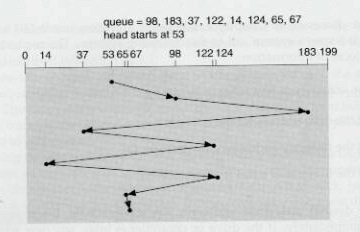 queue = 98, 183, 37, 122, 14, 124, 65, 67
head starts at 53
0 14 37 53 65 67 98 122 124 183 199